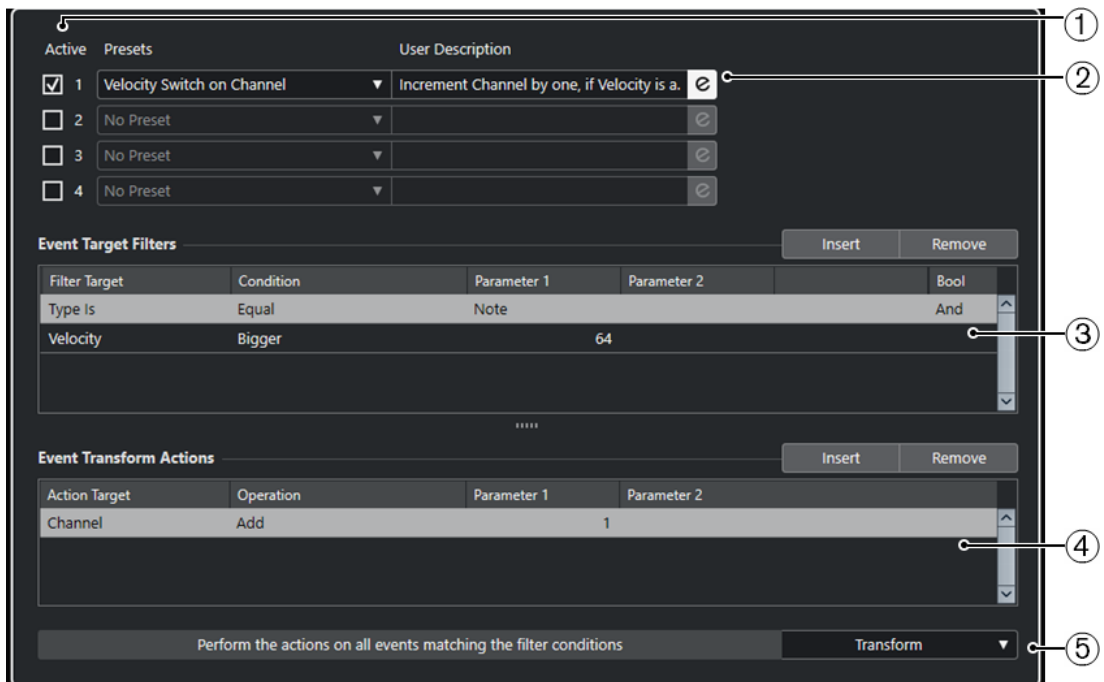 ①
Active Presets User Description
1 Velocity Switch on Channel Increment Channel by one, if Velocity is a. e ②
2 No Preset e
3 No Preset e
4 No Preset e
Event Target Filters Insert Remove
Filter Target Condition Parameter 1 Parameter 2 Bool
Type Is Equal Note And
Velocity Bigger 64 ③
Event Transform Actions Insert Remove
Action Target Operation Parameter 1 Parameter 2
Channel Add 1
④
Perform the actions on all events matching the filter conditions Transform ⑤